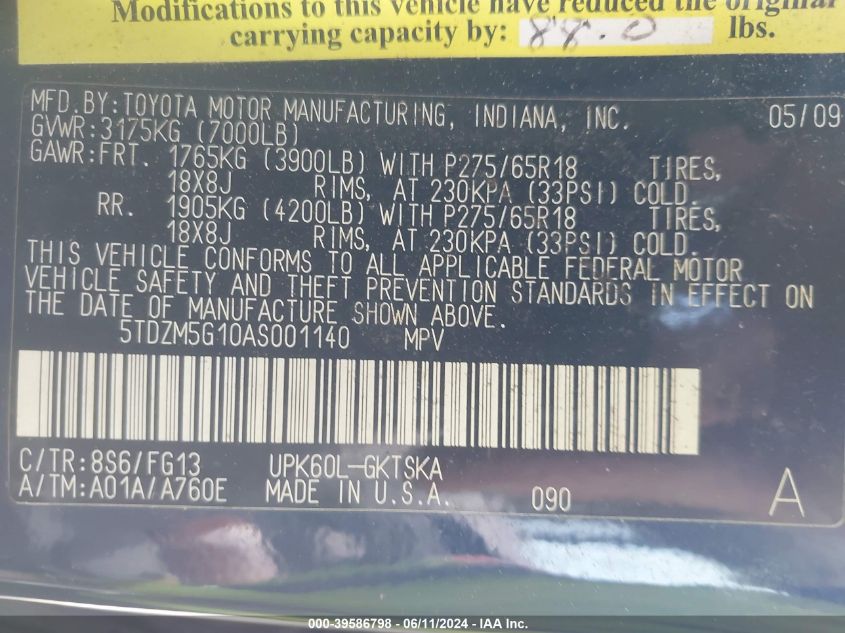 Modifications to this vehicle have reduced the original
carrying capacity by: 88.0 lbs.
MFD.BY:TOYOTA MOTOR MANUFACTURING, INDIANA, INC. 05/09
GVWR:3175KG (7000LB)
GAWR:FRT. 1765KG (3900LB) WITH P275/65R18 TIRES,
18X8J RIMS, AT 230KPA (33PSI) COLD.
RR. 1905KG (4200LB) WITH P275/65R18 TIRES,
18X8J RIMS, AT 230KPA (33PSI) COLD.
THIS VEHICLE CONFORMS TO ALL APPLICABLE FEDERAL MOTOR
VEHICLE SAFETY AND THEFT PREVENTION STANDARDS IN EFFECT ON
THE DATE OF MANUFACTURE SHOWN ABOVE.
5TDZM5G10AS001140 MPV
C/TR:8S6/FG13 UPK60L-GKTSKA
A/TM:A01A/A760E MADE IN U.S.A. 090 A
000-39586798 - 06/11/2024 - IAA Inc.